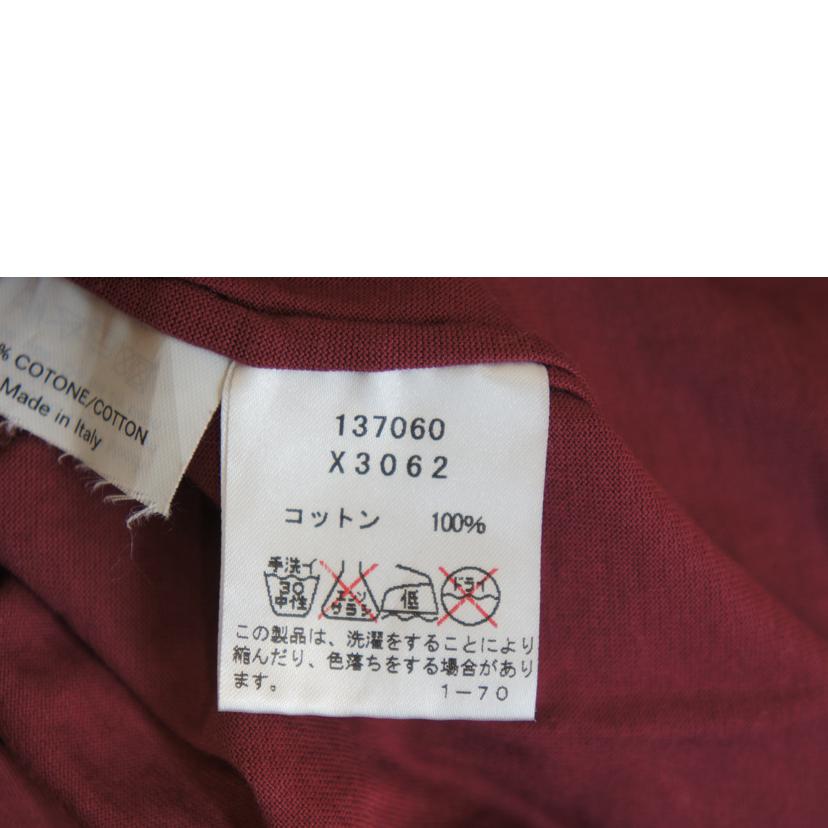 % COTONE/COTTON
Made in Italy
137060
X3062
コットン 100%
手洗イ
30
中性
エンソ
サラシ
低
ドライ
この製品は、洗濯をすることにより
縮んだり、色落ちをする場合があり
ます。
1-70